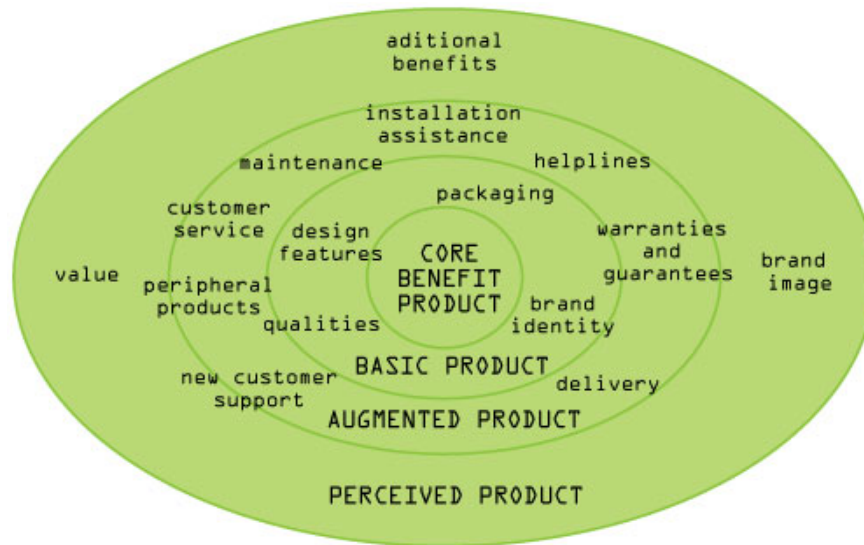 aditional
benefits
installation
assistance
maintenance
helplines
packaging
customer
service
design
features
warranties
and
guarantees
CORE
BENEFIT
PRODUCT
value
peripheral
products
brand
image
qualities
brand
identity
BASIC PRODUCT
new customer
support
delivery
AUGMENTED PRODUCT
PERCEIVED PRODUCT